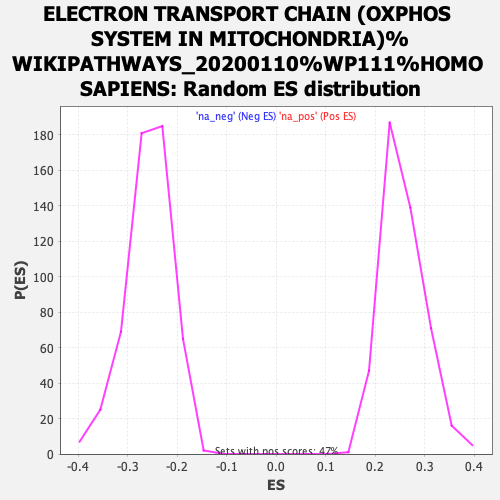 ELECTRON TRANSPORT CHAIN (OXPHOS
SYSTEM IN MITOCHONDRIA)%
WIKIPATHWAYS_20200110%WP111%HOMO
SAPIENS: Random ES distribution
'na_neg' (Neg ES) 'na_pos' (Pos ES)
P(ES)
180
160
140
120
100
80
60
40
20
0
Sets with pos scores: 47%
-0.4 -0.3 -0.2 -0.1 0.0 0.1 0.2 0.3 0.4
ES